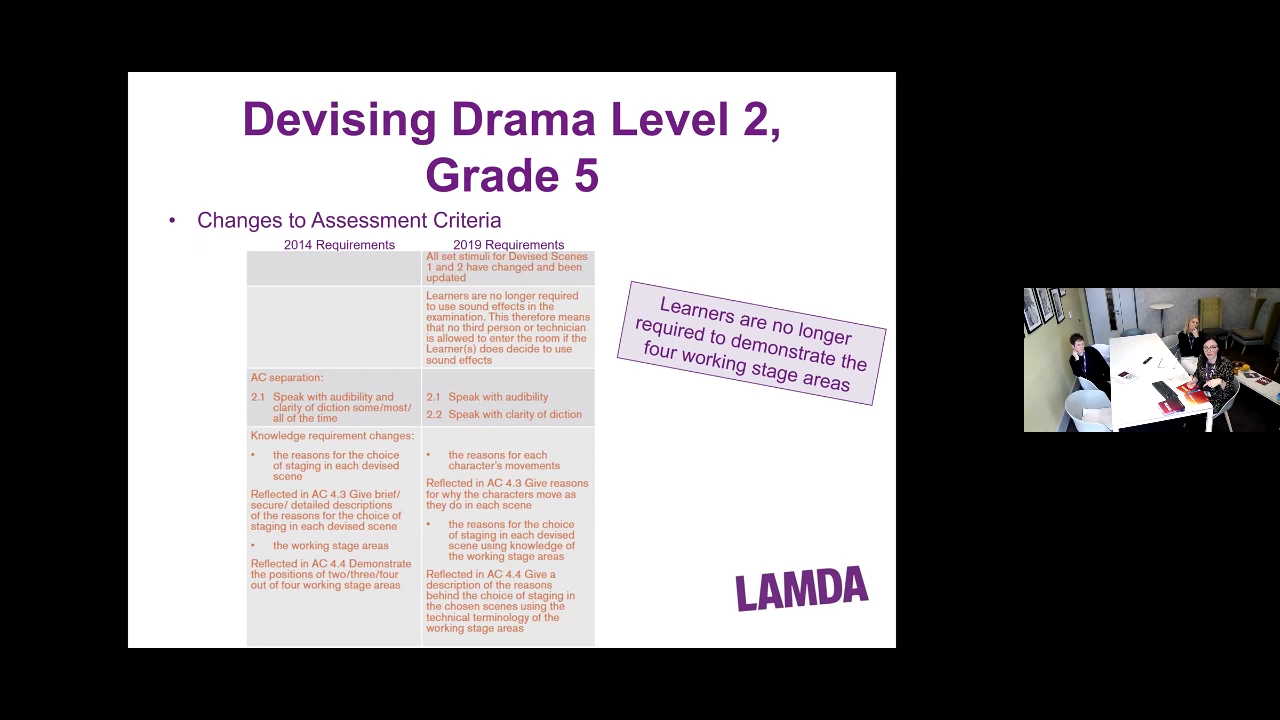 Devising Drama Level 2,
Grade 5
• Changes to Assessment Criteria
2014 Requirements
2019 Requirements
All set stimuli for Devised Scenes
1 and 2 have changed and been
updated
Learners are no longer required
to use sound effects in the
examination. This therefore means
that no third person or technician
is allowed to enter the room if the
Learner(s) does decide to use
sound effects
AC separation:
2.1 Speak with audibility and
clarity of diction some/most/
all of the time
2.1 Speak with audibility
2.2 Speak with clarity of diction
Knowledge requirement changes:
• the reasons for the choice
of staging in each devised
scene
Reflected in AC 4.3 Give brief/
secure/ detailed descriptions
of the reasons for the choice of
staging in each devised scene
• the working stage areas
Reflected in AC 4.4 Demonstrate
the positions of two/three/four
out of four working stage areas
• the reasons for each
character's movements
Reflected in AC 4.3 Give reasons
for why the characters move as
they do in each scene
• the reasons for the choice
of staging in each devised
scene using knowledge of
the working stage areas
Reflected in AC 4.4 Give a
description of the reasons
behind the choice of staging in
the chosen scenes using the
technical terminology of the
working stage areas
Learners are no longer
required to demonstrate the
four working stage areas
LAMDA